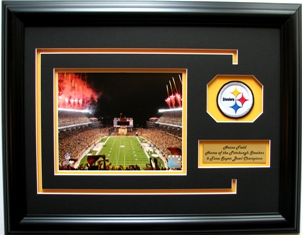 Steelers
Heinz Field
Home of the Pittsburgh Steelers
6 Time Super Bowl Champions